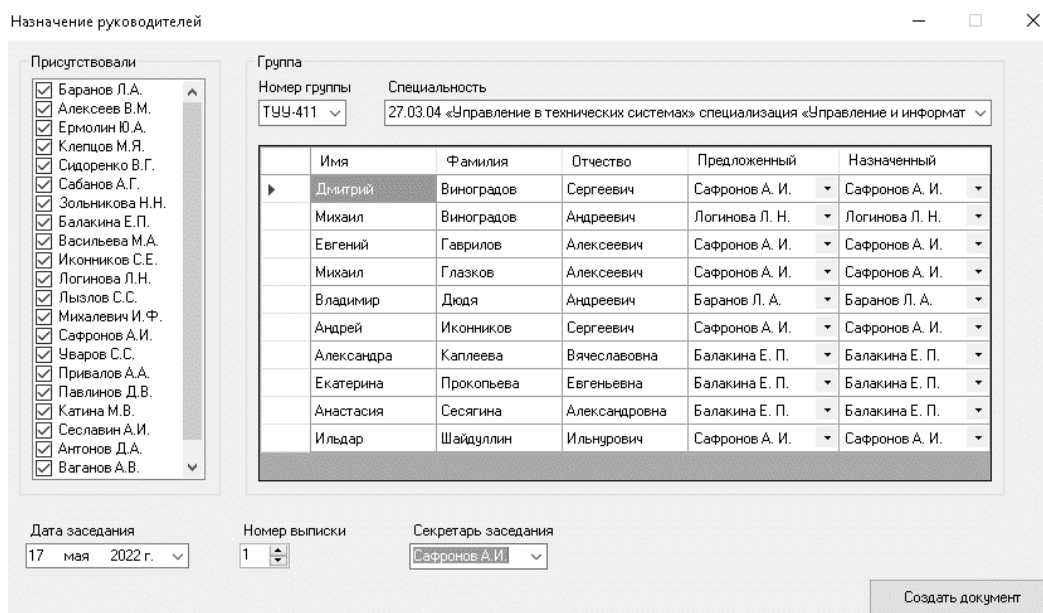 Назначение руководителей
Присутствовали
Баранов Л.А.
Алексеев В.М.
Ермолин Ю.А.
Клепцов М.Я.
Сидоренко В.Г.
Сабанов А.Г.
Зольникова Н.Н.
Балакина Е.П.
Васильева М.А.
Иконников С.Е.
Логинова Л.Н.
Лызлов С.С.
Михалевич И.Ф.
Сафронов А.И.
Уваров С.С.
Привалов А.А.
Павлинов Д.В.
Катина М.В.
Сеславин А.И.
Антонов Д.А.
Ваганов А.В.
Группа
Номер группы Специальность
ТУУ-411 27.03.04 «Управление в технических системах» специализация «Управление и информат
Имя Фамилия Отчество Предложенный Назначенный
Дмитрий Виноградов Сергеевич Сафронов А. И. Сафронов А. И.
Михаил Виноградов Андреевич Логинова Л. Н. Логинова Л. Н.
Евгений Гаврилов Алексеевич Сафронов А. И. Сафронов А. И.
Михаил Глазков Алексеевич Сафронов А. И. Сафронов А. И.
Владимир Дюдя Андреевич Баранов Л. А. Баранов Л. А.
Андрей Иконников Сергеевич Сафронов А. И. Сафронов А. И.
Александра Каплеева Вячеславовна Балакина Е. П. Балакина Е. П.
Екатерина Прокопьева Евгеньевна Балакина Е. П. Балакина Е. П.
Анастасия Сесягина Александровна Балакина Е. П. Балакина Е. П.
Ильдар Шайдуллин Ильнурович Сафронов А. И. Сафронов А. И.
Дата заседания Номер выписки Секретарь заседания
17 мая 2022 г. 1 Сафронов А.И.
Создать документ